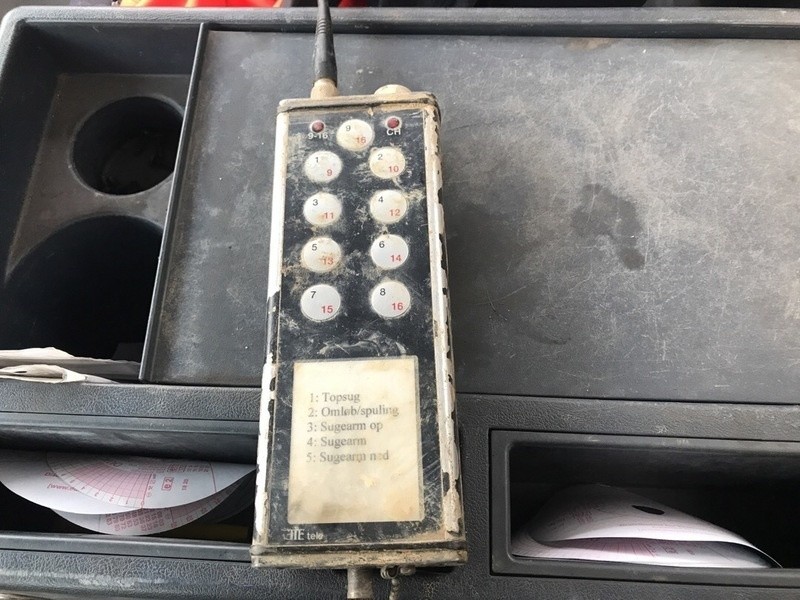 9-16
9
16
CH
1
9
2
10
3
11
4
12
5
13
6
14
7
15
8
16
1: Topsug
2: Omløb/spuling
3: Sugearm op
4: Sugearm
5: Sugearm ned
tele